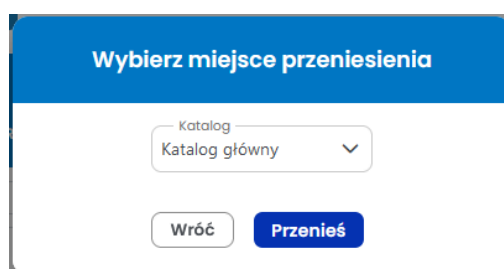 Wybierz miejsce przeniesienia
Katalog
Katalog główny
Wróć Przenieś